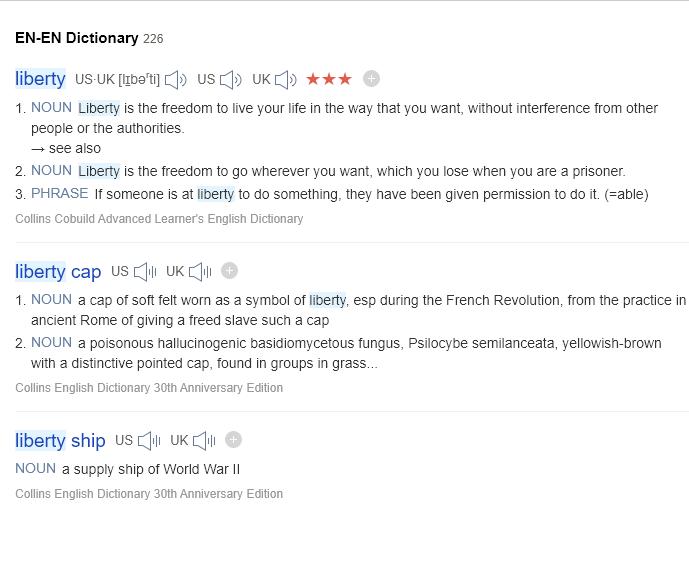 EN-EN Dictionary 226
liberty US·UK [lɪbəʳti] US UK ★★★
1. NOUN Liberty is the freedom to live your life in the way that you want, without interference from other
people or the authorities.
→ see also
2. NOUN Liberty is the freedom to go wherever you want, which you lose when you are a prisoner.
3. PHRASE If someone is at liberty to do something, they have been given permission to do it. (=able)
Collins Cobuild Advanced Learner's English Dictionary
liberty cap US UK
1. NOUN a cap of soft felt worn as a symbol of liberty, esp during the French Revolution, from the practice in
ancient Rome of giving a freed slave such a cap
2. NOUN a poisonous hallucinogenic basidiomycetous fungus, Psilocybe semilanceata, yellowish-brown
with a distinctive pointed cap, found in groups in grass...
Collins English Dictionary 30th Anniversary Edition
liberty ship US UK
NOUN a supply ship of World War II
Collins English Dictionary 30th Anniversary Edition